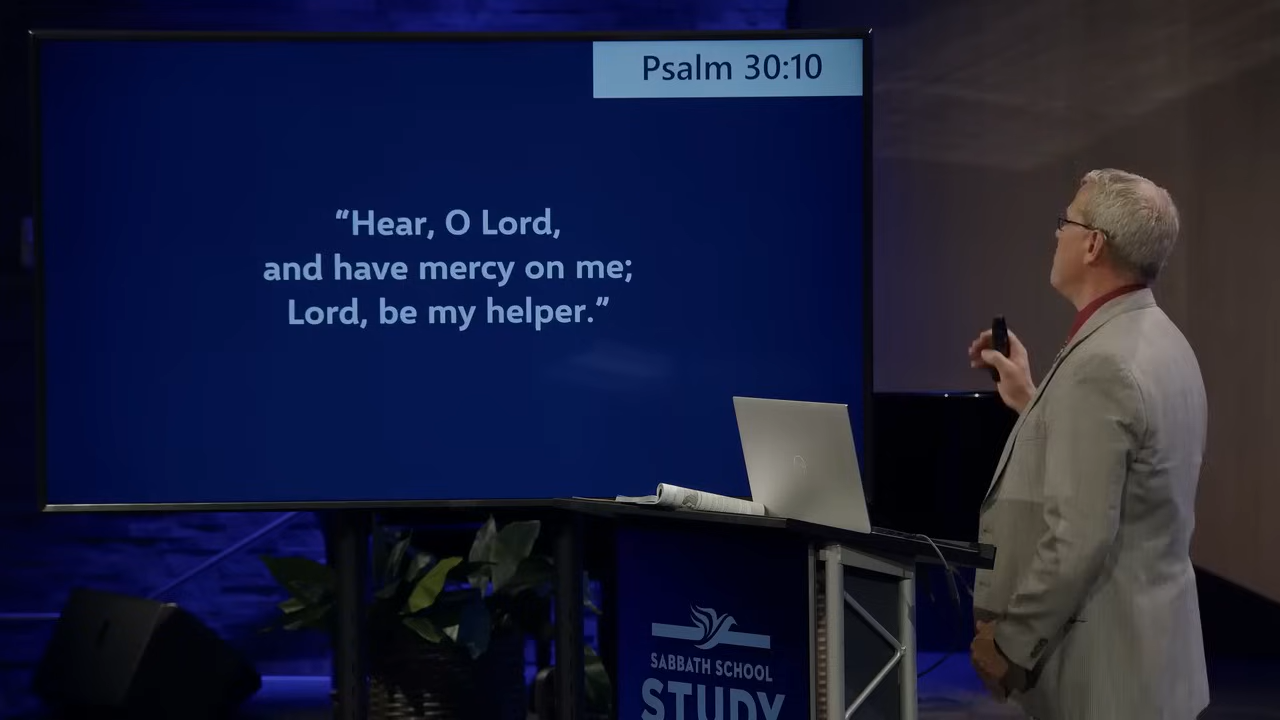 Psalm 30:10
“Hear, O Lord,
and have mercy on me;
Lord, be my helper.”
SABBATH SCHOOL
STUDY